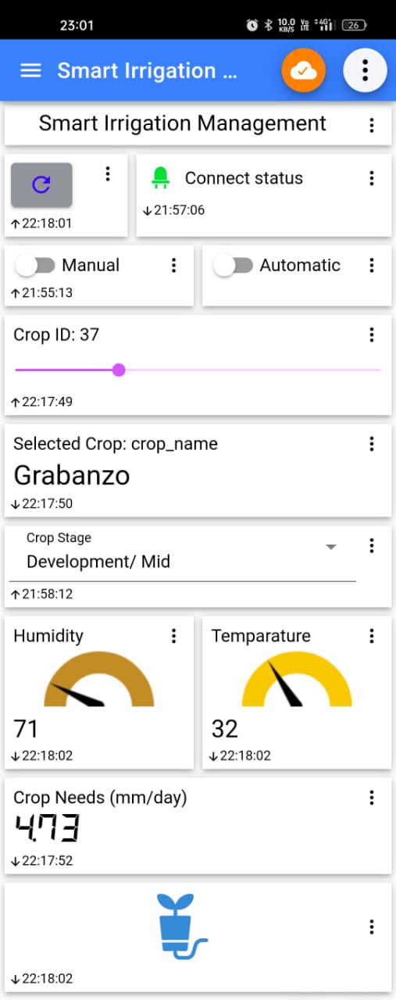 23:01
10.0 KB/S Vo LTE 4G+ 26
Smart Irrigation ...
Smart Irrigation Management
↑22:18:01
Connect status
↓21:57:06
Manual
↑21:55:13
Automatic
Crop ID: 37
↑22:17:49
Selected Crop: crop_name
Grabanzo
↓22:17:50
Crop Stage
Development/ Mid
↑21:58:12
Humidity
71
↓22:18:02
Temparature
32
↓22:18:02
Crop Needs (mm/day)
4.73
↓22:17:52
↓22:18:02